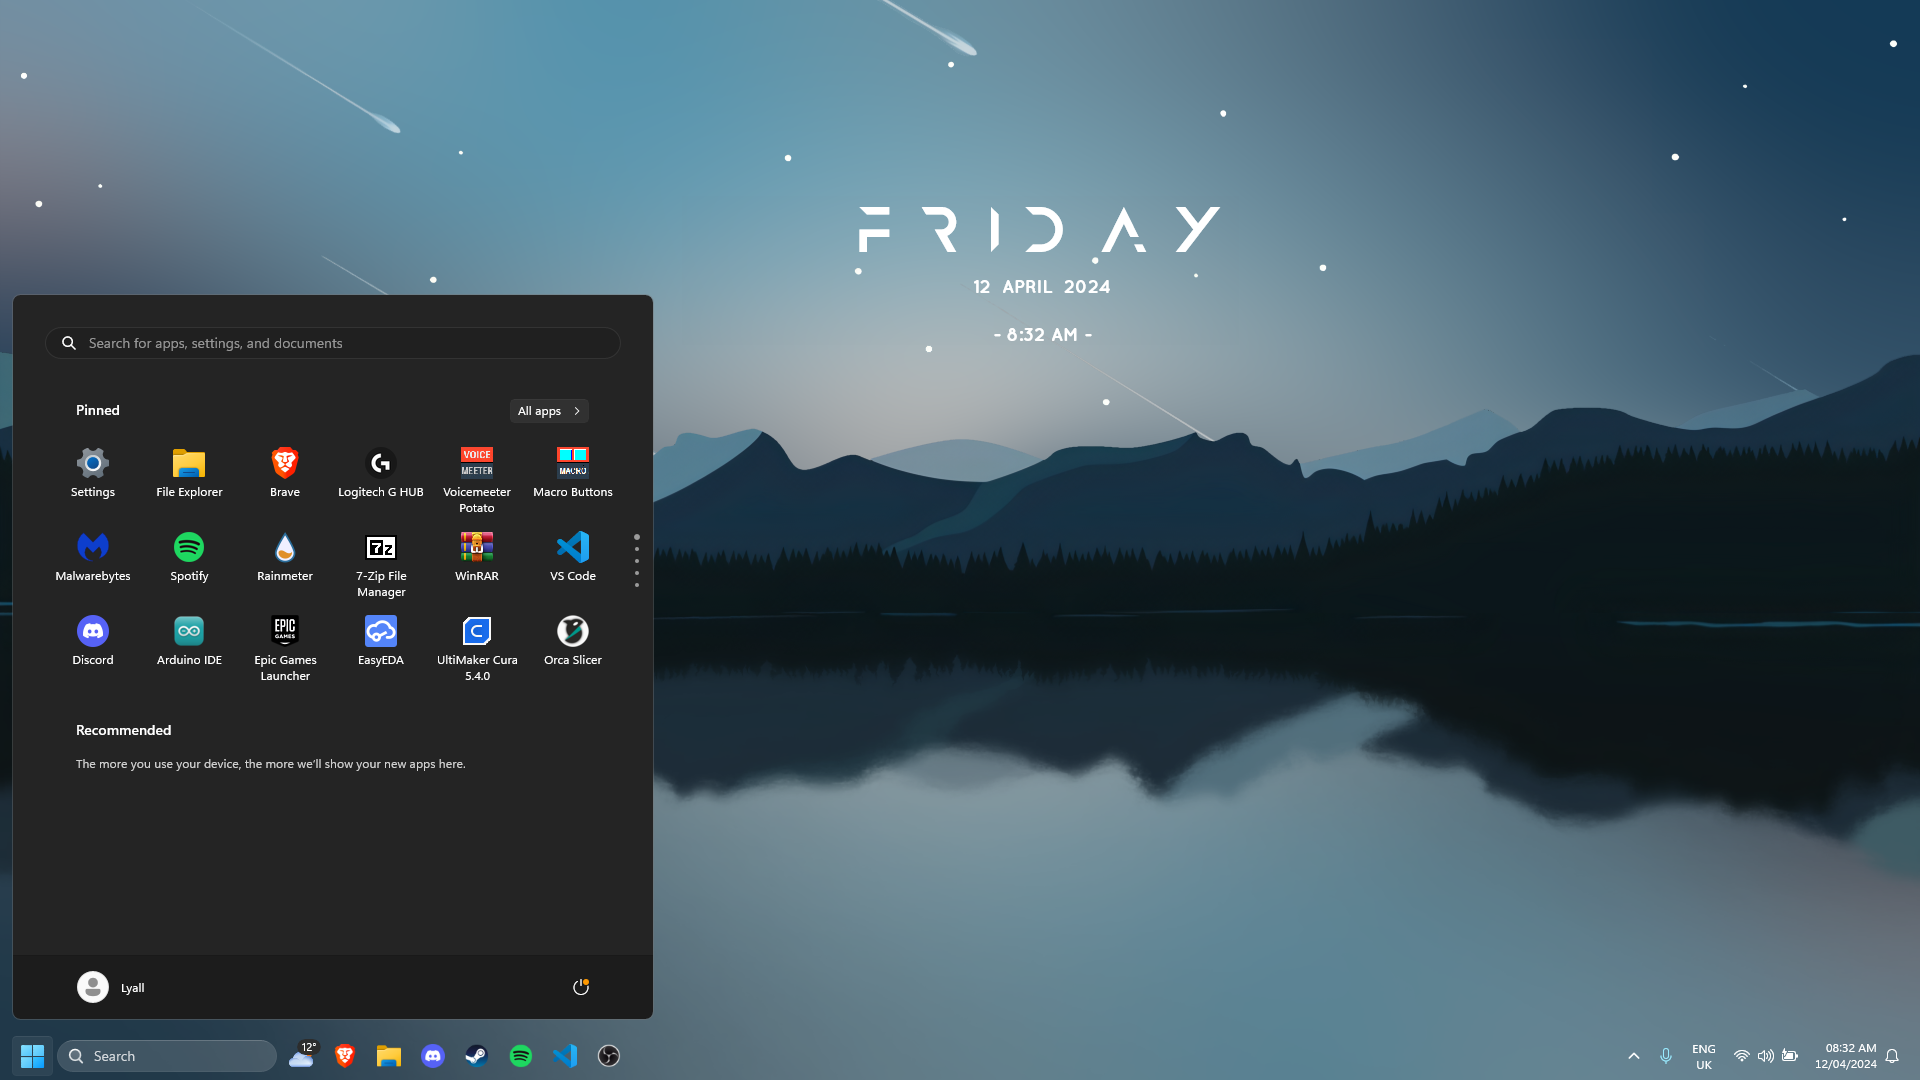 FRIDAY
12 APRIL 2024
- 8:32 AM -
Search for apps, settings, and documents
Pinned
All apps
Settings
File Explorer
Brave
Logitech G HUB
VOICE
MEETER
Voicemeeter
Potato
MACRO
Macro Buttons
Malwarebytes
Spotify
Rainmeter
7z
7-Zip File
Manager
WinRAR
VS Code
Discord
Arduino IDE
EPIC
GAMES
Epic Games
Launcher
EasyEDA
C
UltiMaker Cura
5.4.0
Orca Slicer
Recommended
The more you use your device, the more we’ll show your new apps here.
Lyall
Search
12°
ENG
UK
08:32 AM
12/04/2024